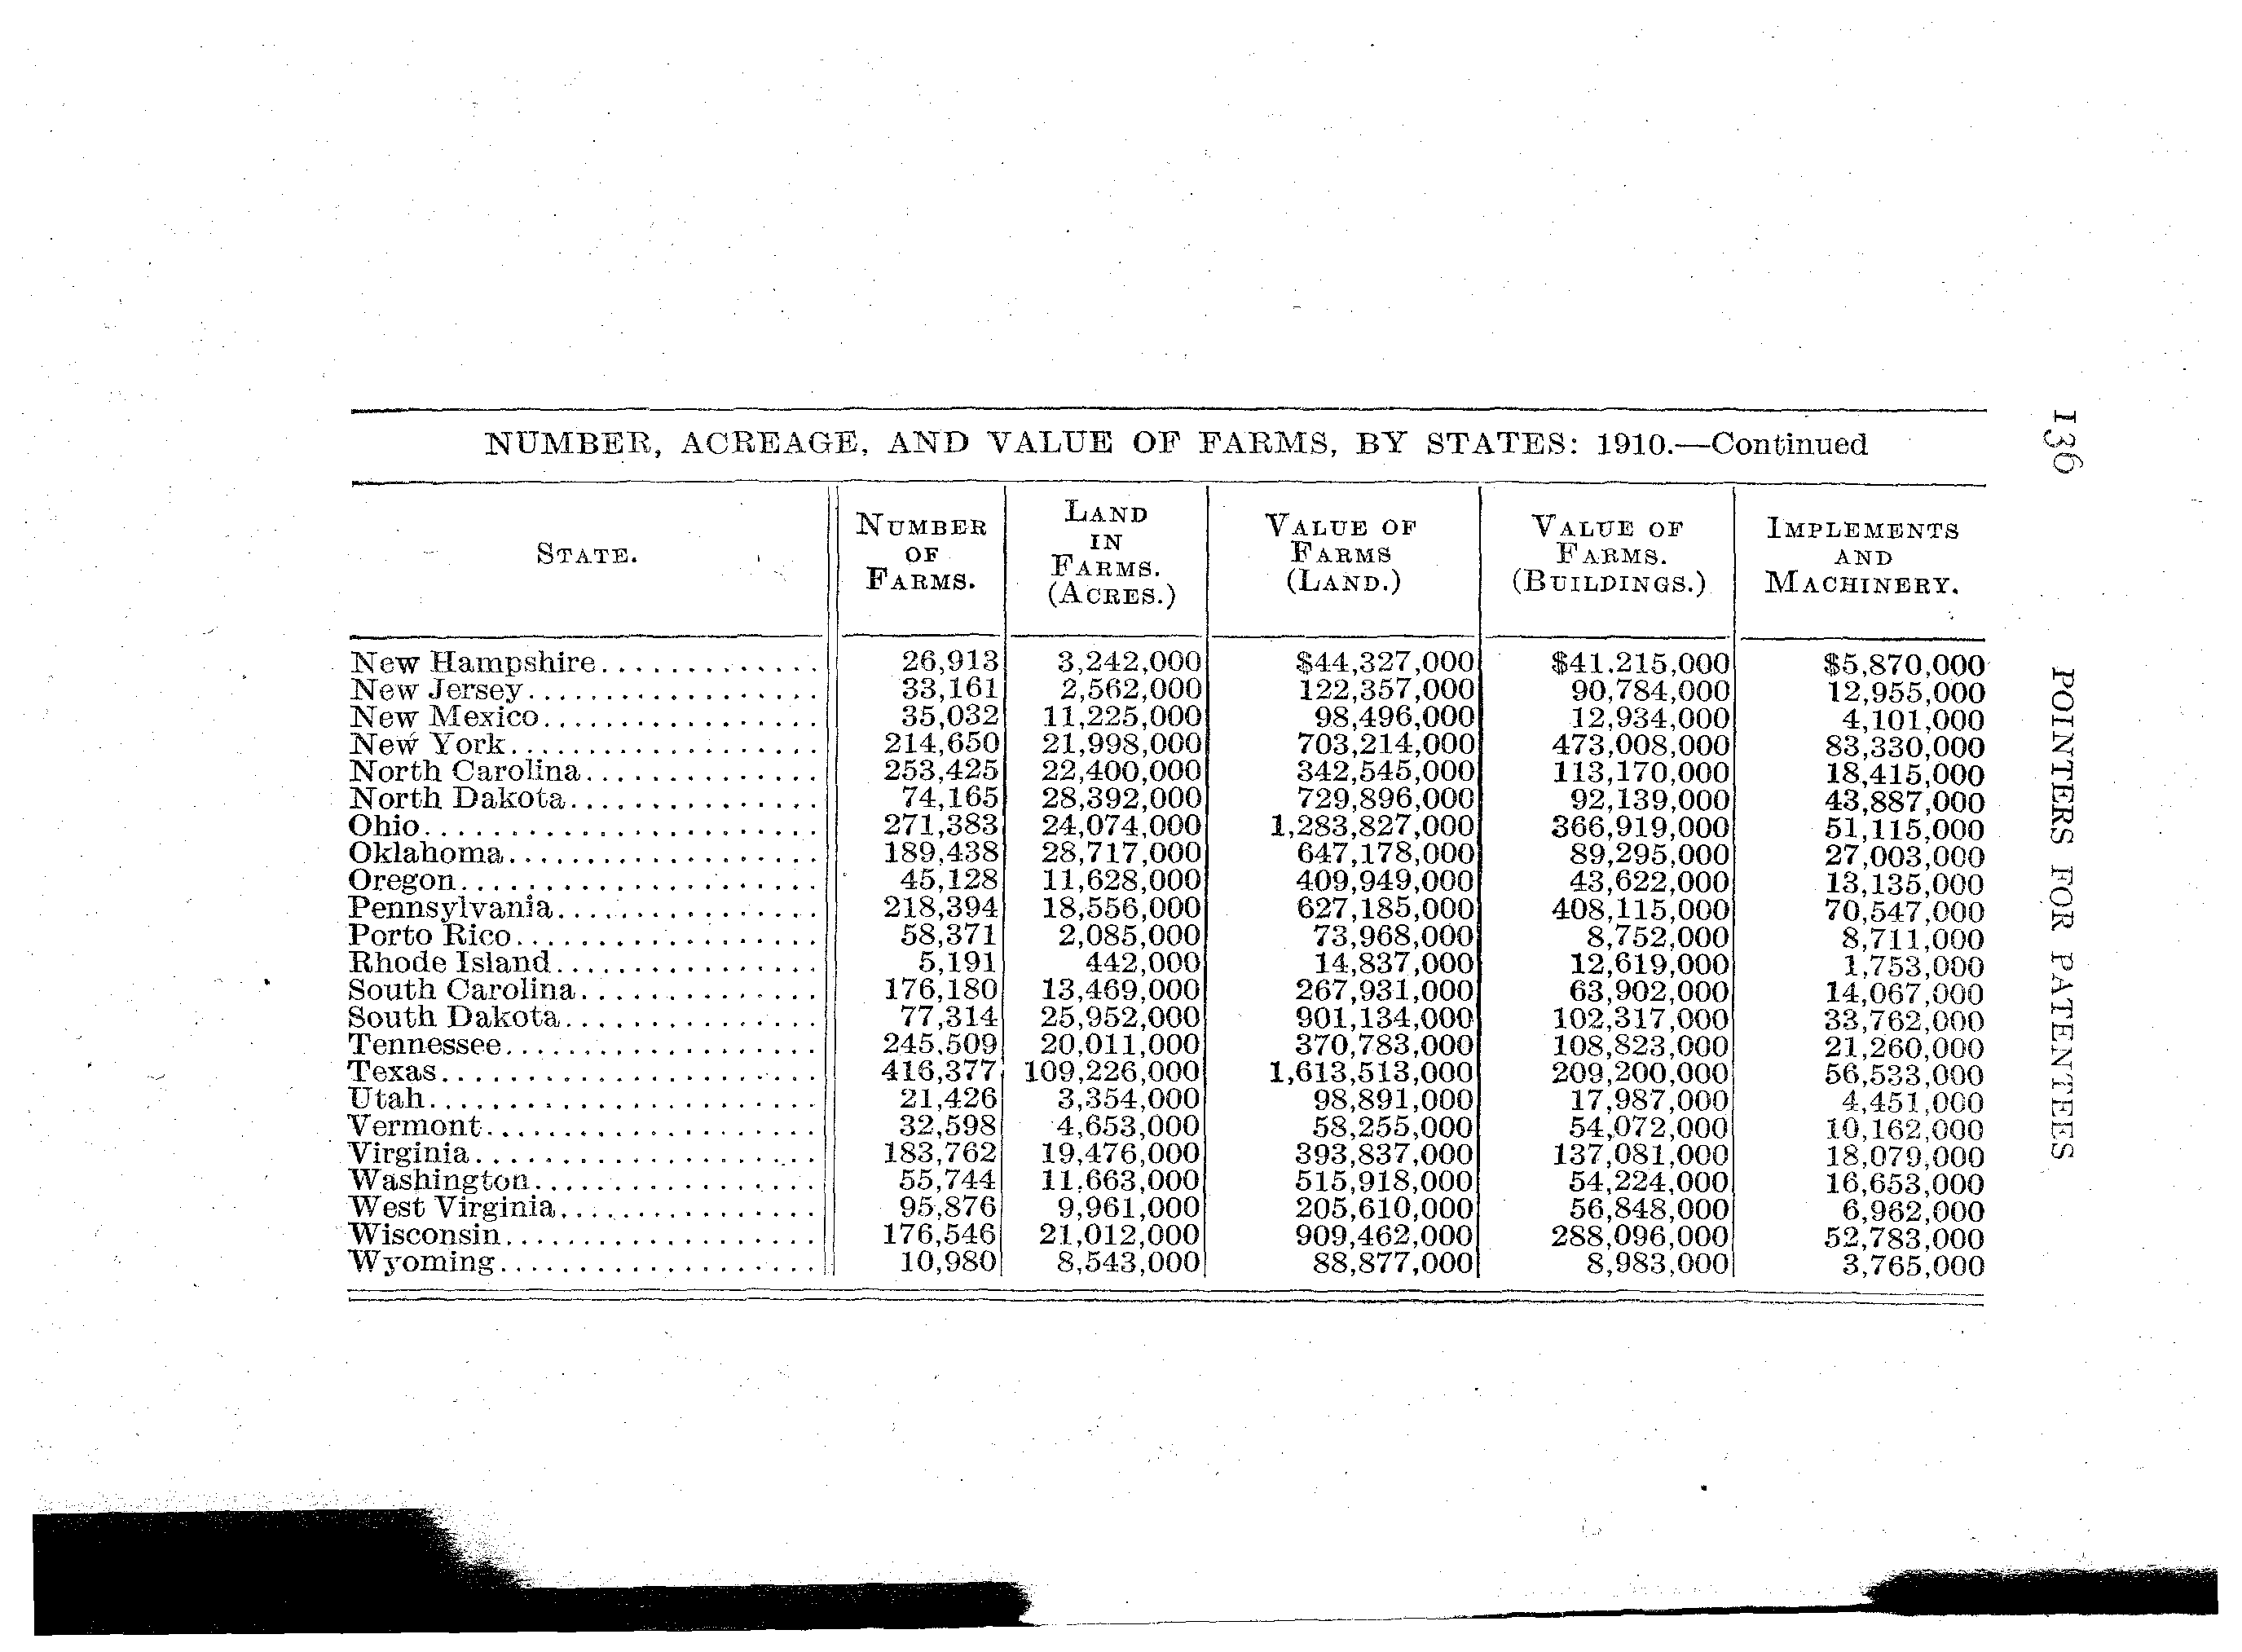 136 POINTERS FOR PATENTEES
NUMBER, ACREAGE, AND VALUE OF FARMS, BY STATES: 1910.—Continued
STATE. NUMBER OF FARMS. LAND IN FARMS. (ACRES.) VALUE OF FARMS (LAND.) VALUE OF FARMS. (BUILDINGS.) IMPLEMENTS AND MACHINERY.
New Hampshire............. 26,913 3,242,000 $44,327,000 $41.215,000 $5,870,000
New Jersey................... 33,161 2,562,000 122,357,000 90,784,000 12,955,000
New Mexico.................. 35,032 11,225,000 98,496,000 12,934,000 4,101,000
New York.................... 214,650 21,998,000 703,214,000 473,008,000 83,330,000
North Carolina............... 253,425 22,400,000 342,545,000 113,170,000 18,415,000
North Dakota................ 74,165 28,392,000 729,896,000 92,139,000 43,887,000
Ohio......................... 271,383 24,074,000 1,283,827,000 366,919,000 51,115,000
Oklahoma.................... 189,438 28,717,000 647,178,000 89,295,000 27,003,000
Oregon....................... 45,128 11,628,000 409,949,000 43,622,000 13,135,000
Pennsylvania................. 218,394 18,556,000 627,185,000 408,115,000 70,547,000
Porto Rico.................... 58,371 2,085,000 73,968,000 8,752,000 8,711,000
Rhode Island................. 5,191 442,000 14,837,000 12,619,000 1,753,000
South Carolina............... 176,180 13,469,000 267,931,000 63,902,000 14,067,000
South Dakota................ 77,314 25,952,000 901,134,000 102,317,000 33,762,000
Tennessee.................... 245,509 20,011,000 370,783,000 108,823,000 21,260,000
Texas........................ 416,377 109,226,000 1,613,513,000 209,200,000 56,533,000
Utah......................... 21,426 3,354,000 98,891,000 17,987,000 4,451,000
Vermont..................... 32,598 4,653,000 58,255,000 54,072,000 10,162,000
Virginia...................... 183,762 19,476,000 393,837,000 137,081,000 18,079,000
Washington.................. 55,744 11,663,000 515,918,000 54,224,000 16,653,000
West Virginia................ 95,876 9,961,000 205,610,000 56,848,000 6,962,000
Wisconsin.................... 176,546 21,012,000 909,462,000 288,096,000 52,783,000
Wyoming.................... 10,980 8,543,000 88,877,000 8,983,000 3,765,000